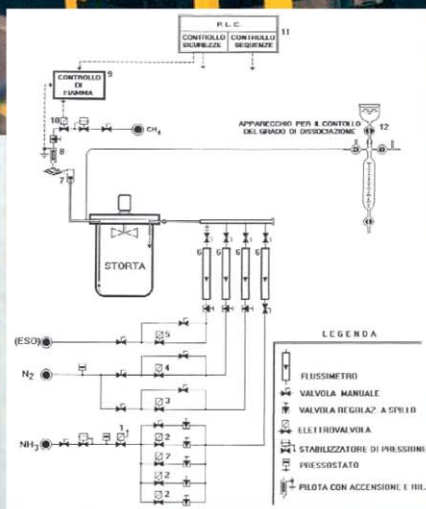 P. L. C.
CONTROLLO SICUREZZE
CONTROLLO SEQUENZE
11
9
CONTROLLO
DI
FIAMMA
10
CH₄
8
7
APPARECCHIO PER IL CONTOLLO
DEL GRADO DI DISSOCIAZIONE
12
STORTA
6
6
6
6
(ESO)
5
N₂
4
3
NH₃
1
2
2
2
2
LEGENDA
FLUSSIMETRO
VALVOLA MANUALE
VALVOLA REGOLAZ. A SPILLO
ELETTROVALVOLA
STABILIZZATORE DI PRESSIONE
PRESSOSTATO
PILOTA CON ACCENSIONE E RIL.